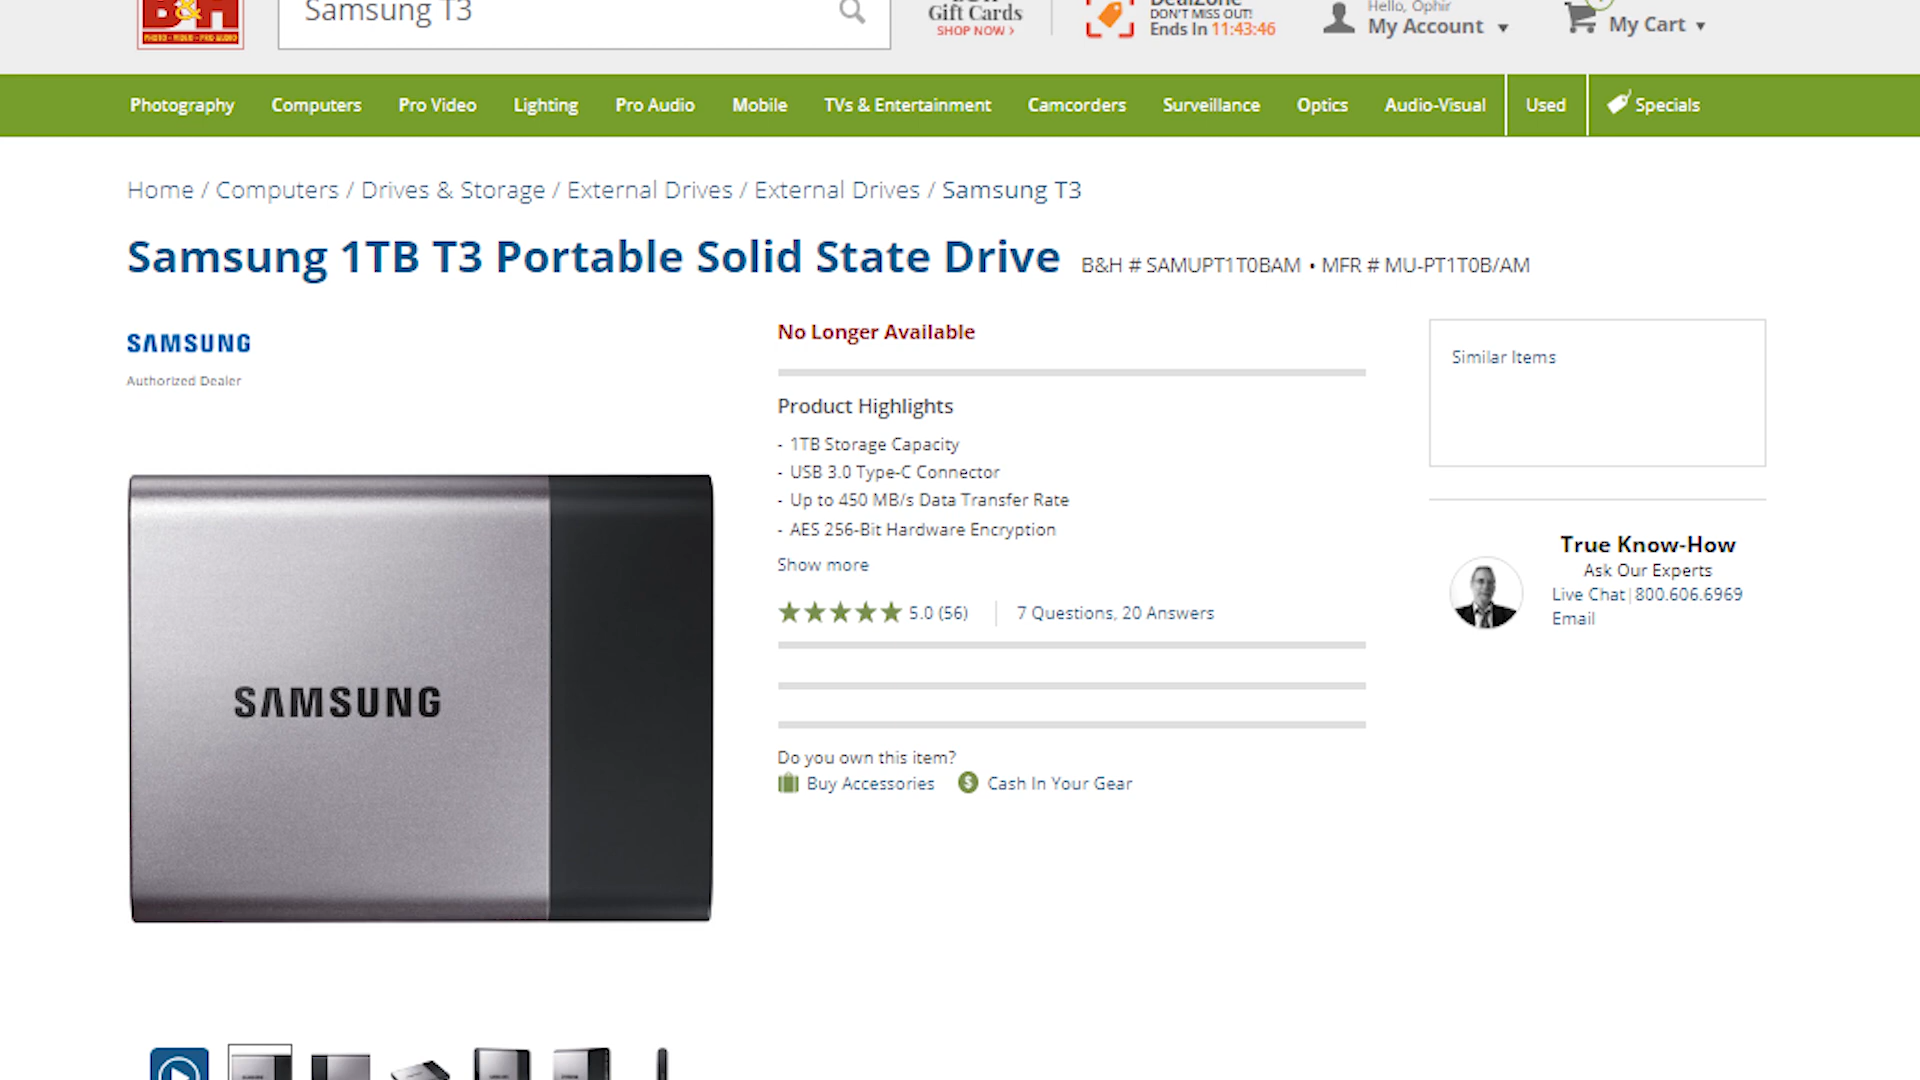 B&H
PHOTO - VIDEO - PRO AUDIO
Samsung T3
Gift Cards
SHOP NOW >
DealZone
DON'T MISS OUT!
Ends In 11:43:46
Hello, Ophir
My Account
My Cart
Photography
Computers
Pro Video
Lighting
Pro Audio
Mobile
TVs & Entertainment
Camcorders
Surveillance
Optics
Audio-Visual
Used
Specials
Home / Computers / Drives & Storage / External Drives / External Drives / Samsung T3
Samsung 1TB T3 Portable Solid State Drive B&H # SAMUPT1T0BAM • MFR # MU-PT1T0B/AM
SAMSUNG
Authorized Dealer
SAMSUNG
No Longer Available
Product Highlights
- 1TB Storage Capacity
- USB 3.0 Type-C Connector
- Up to 450 MB/s Data Transfer Rate
- AES 256-Bit Hardware Encryption
Show more
5.0 (56)
7 Questions, 20 Answers
Do you own this item?
Buy Accessories
$ Cash In Your Gear
Similar Items
True Know-How
Ask Our Experts
Live Chat|800.606.6969
Email